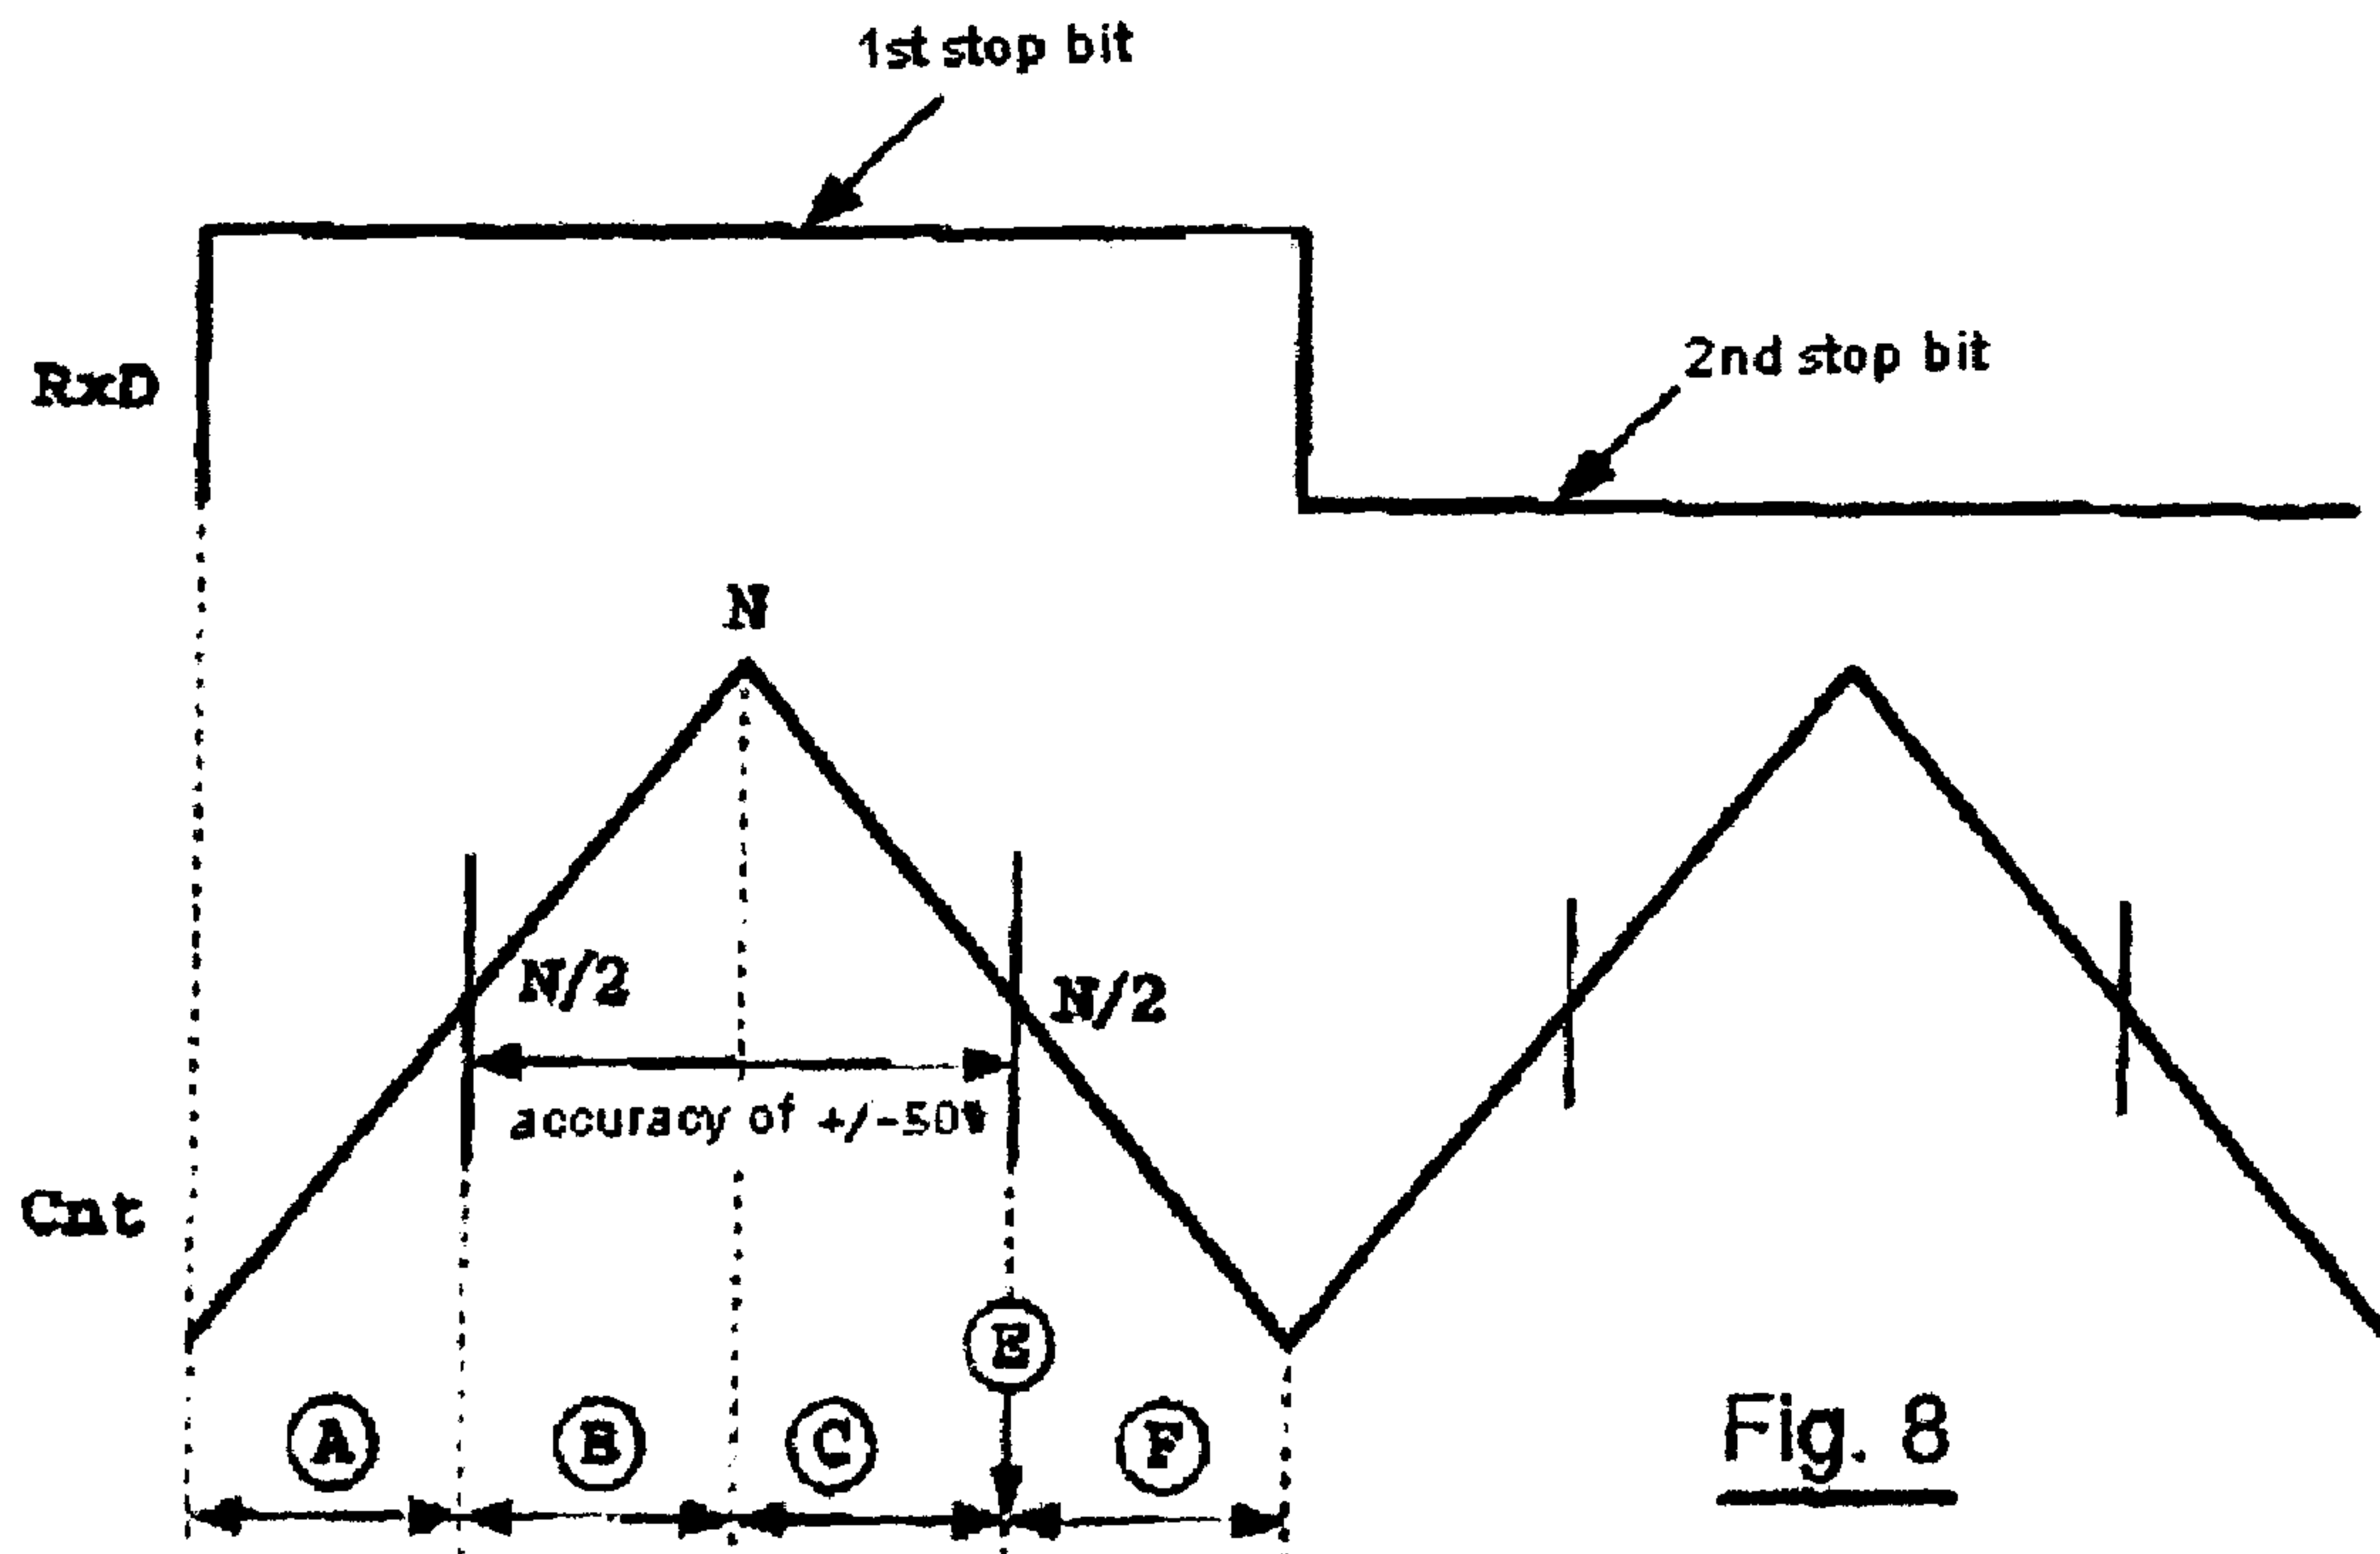 1st stop bit
RxD
2nd stop bit
N
N/2
N/2
accuracy of +/-50%
Cnt
E
A
B
C
F
Fig. 8